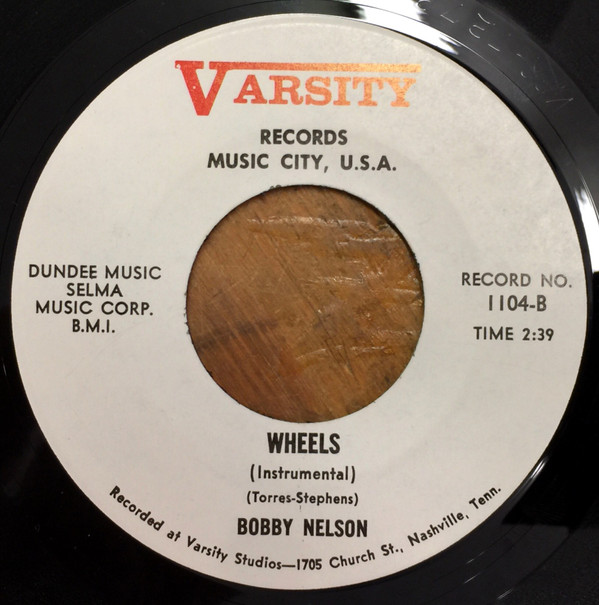 VARSITY
RECORDS
MUSIC CITY, U.S.A.
DUNDEE MUSIC
SELMA
MUSIC CORP.
B.M.I.
RECORD NO.
1104-B
TIME 2:39
WHEELS
(Instrumental)
(Torres-Stephens)
BOBBY NELSON
Recorded at Varsity Studios—1705 Church St., Nashville, Tenn.